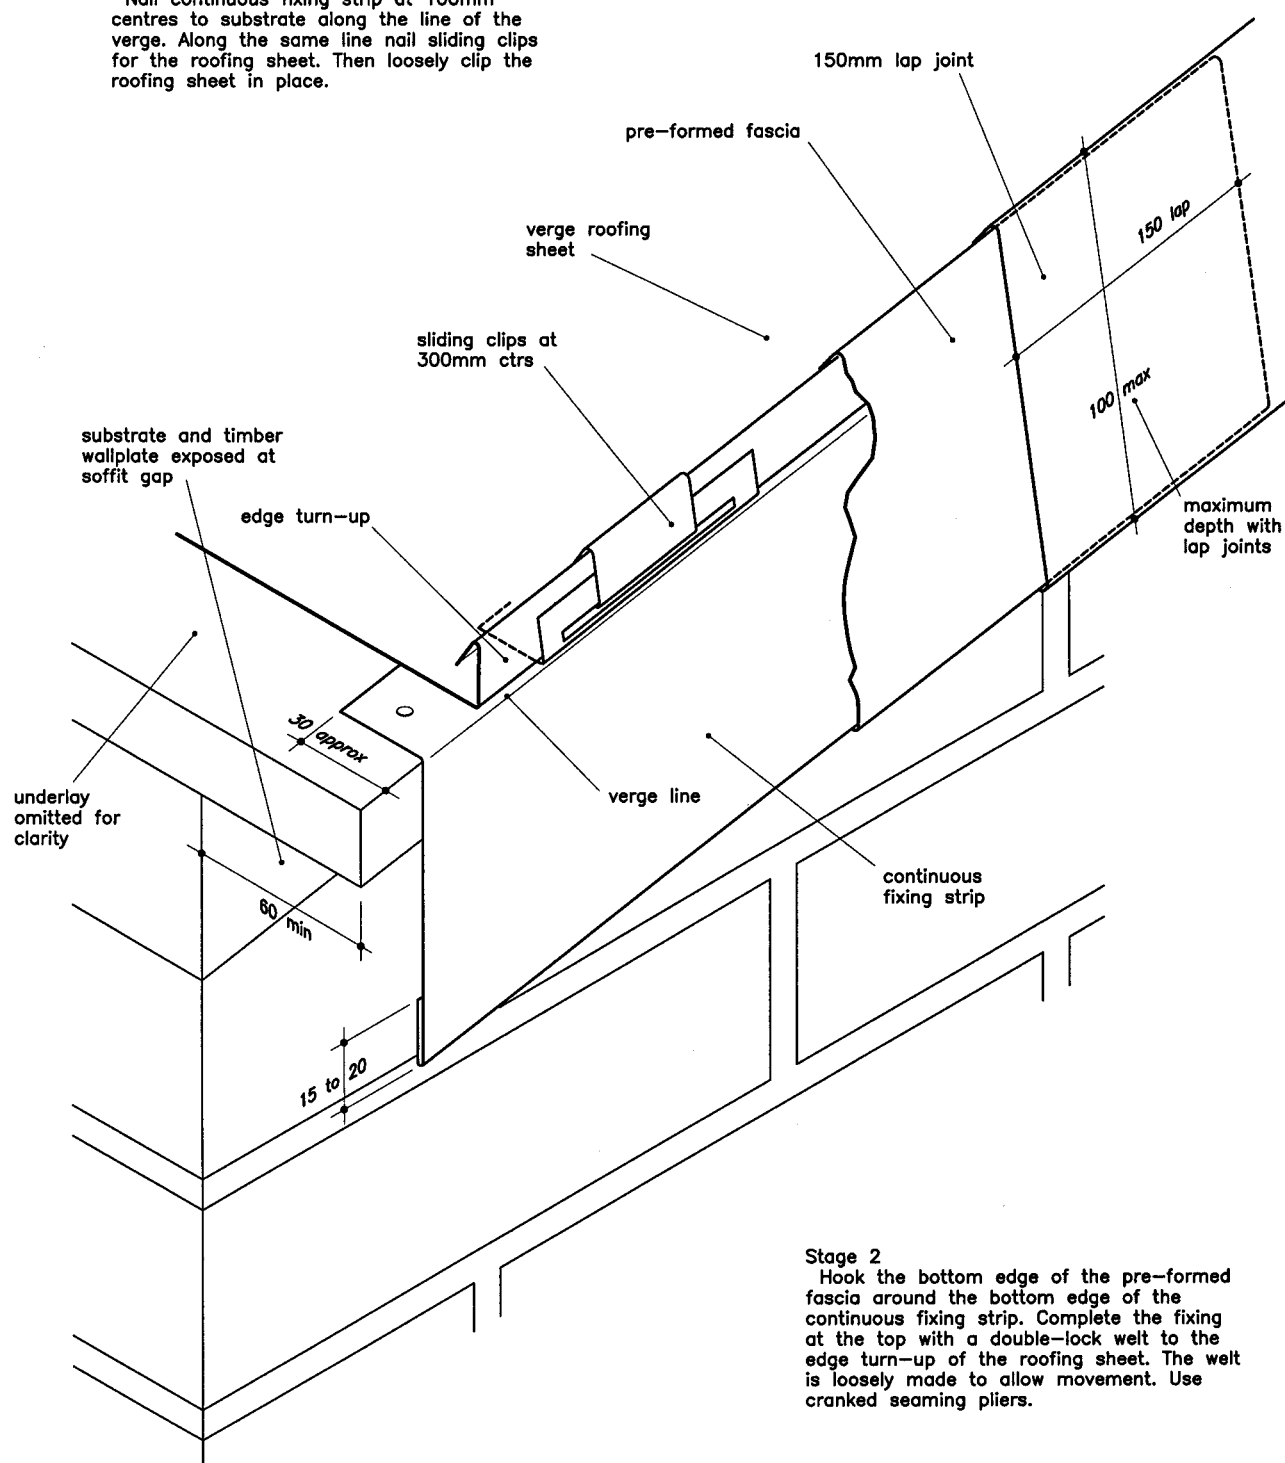 Nail continuous fixing strip at 100mm
centres to substrate along the line of the
verge. Along the same line nail sliding clips
for the roofing sheet. Then loosely clip the
roofing sheet in place.
150mm lap joint
pre-formed fascia
verge roofing
sheet
150 lap
sliding clips at
300mm ctrs
100 max
substrate and timber
wallplate exposed at
soffit gap
maximum
depth with
lap joints
edge turn-up
30 approx
underlay
omitted for
clarity
verge line
continuous
fixing strip
60 min
15 to 20
Stage 2
Hook the bottom edge of the pre-formed
fascia around the bottom edge of the
continuous fixing strip. Complete the fixing
at the top with a double-lock welt to the
edge turn-up of the roofing sheet. The welt
is loosely made to allow movement. Use
cranked seaming pliers.